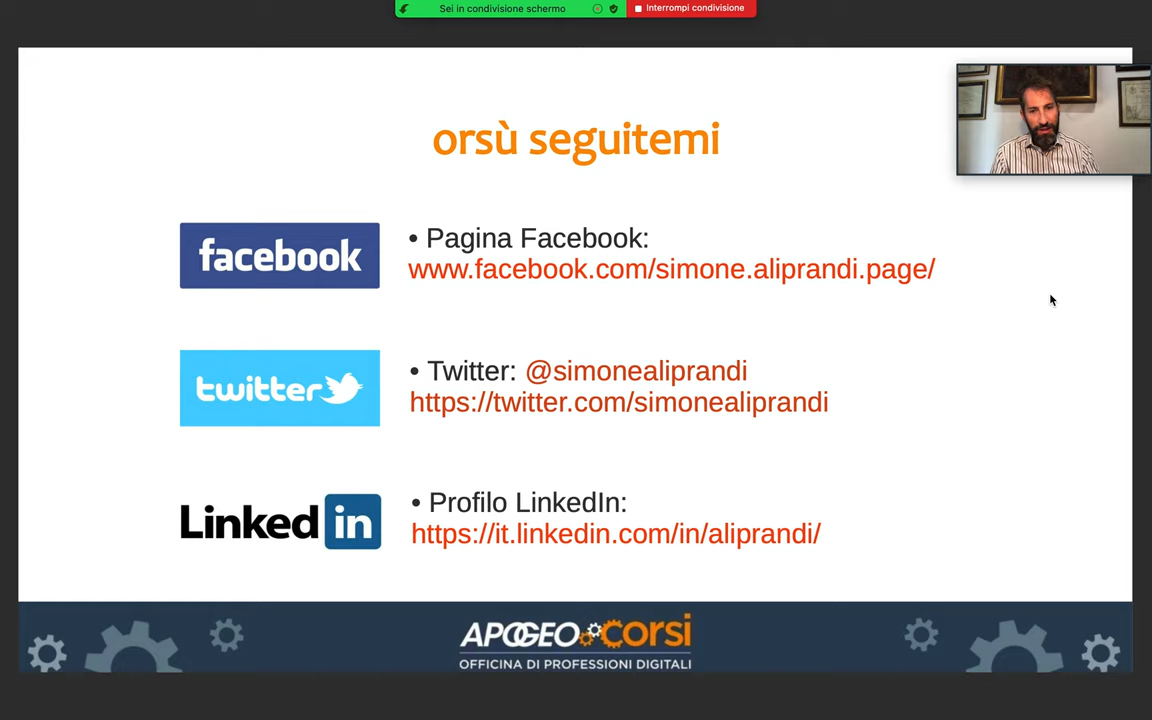 Sei in condivisione schermo
Interrompi condivisione
orsù seguitemi
facebook
• Pagina Facebook:
www.facebook.com/simone.aliprandi.page/
twitter
• Twitter: @simonealiprandi
https://twitter.com/simonealiprandi
Linked in
• Profilo LinkedIn:
https://it.linkedin.com/in/aliprandi/
APOGEO CORSI
OFFICINA DI PROFESSIONI DIGITALI